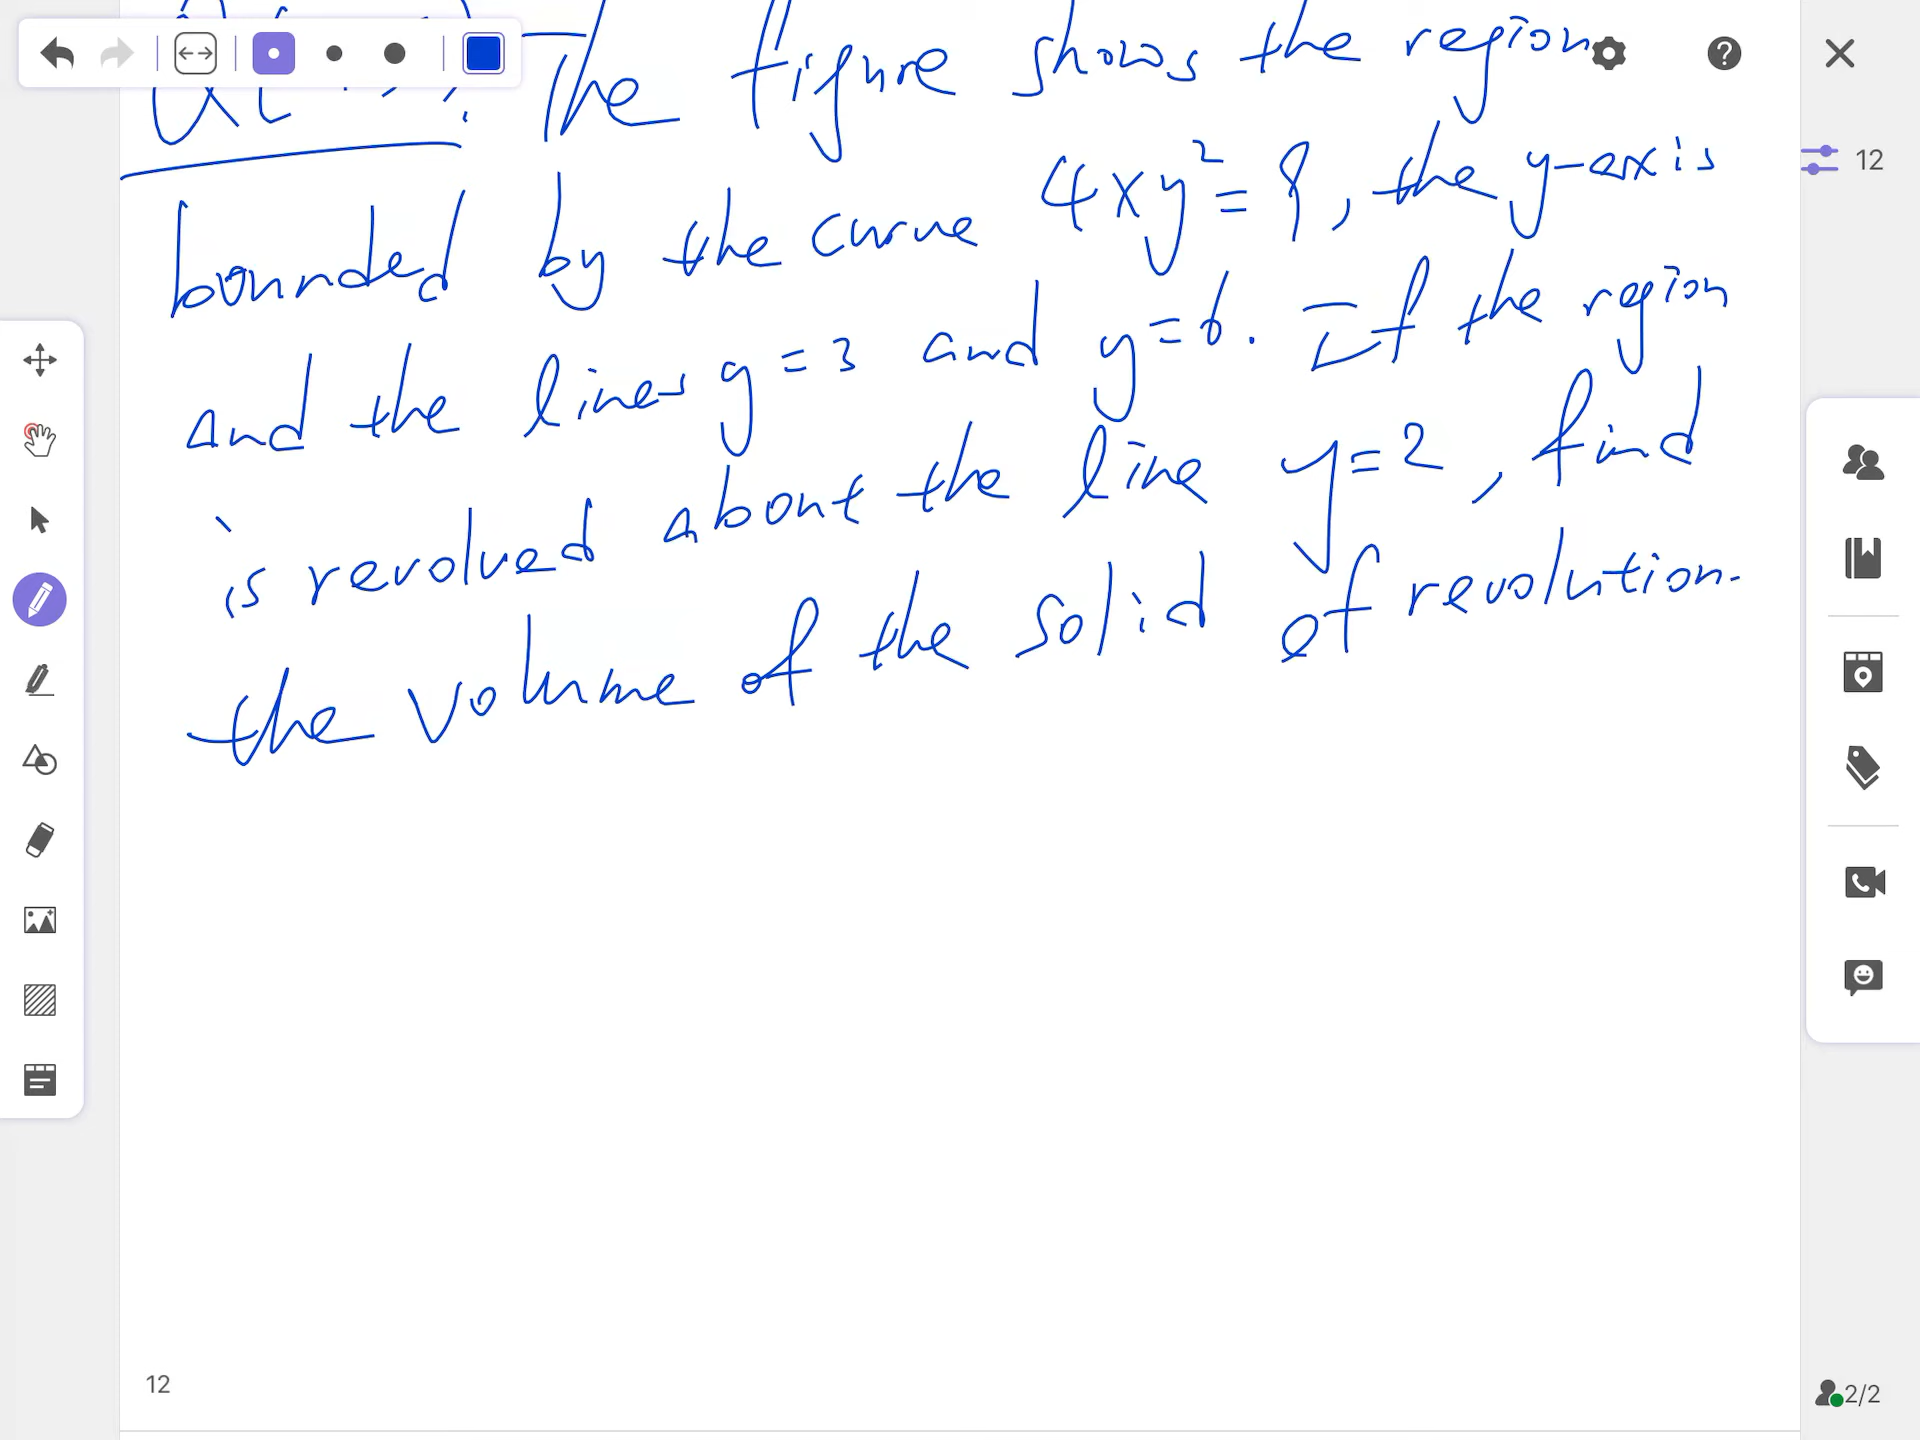 The figure shows the region
12
bounded by the curve 4xy² = 9, the y-axis
and the lines y = 3 and y = 6. If the region
is revolved about the line y = 2, find
the volume of the solid of revolution.
12
2/2